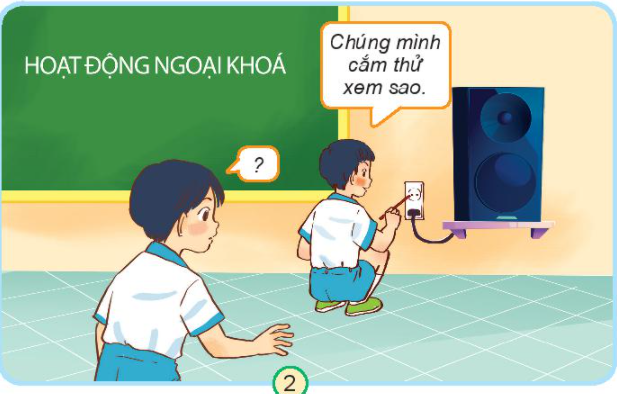 HOẠT ĐỘNG NGOẠI KHOÁ
Chúng mình
cắm thử
xem sao.
?
2